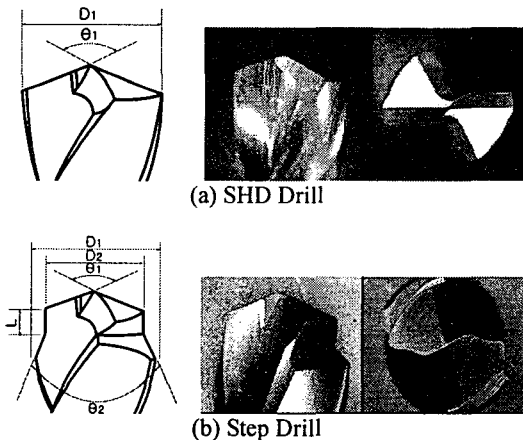 D1
θ1
(a) SHD Drill
D1
D2
θ1
L
θ2
(b) Step Drill